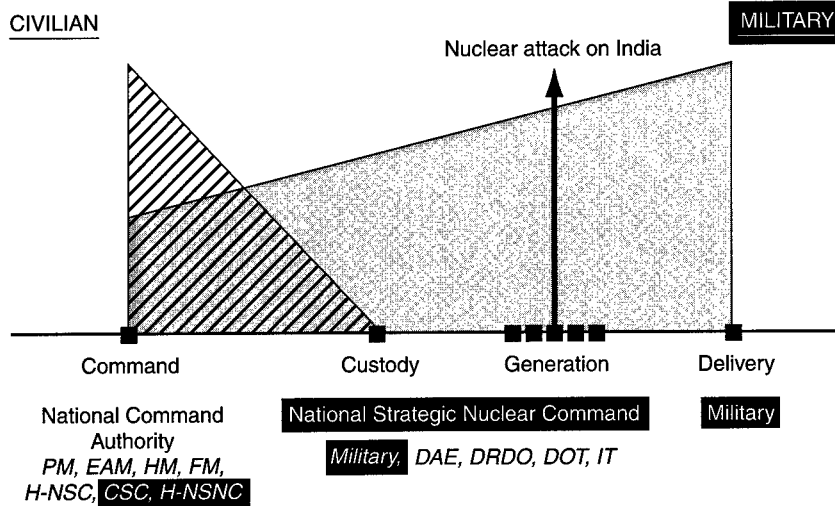 CIVILIAN
MILITARY
Nuclear attack on India
Command
Custody
Generation
Delivery
National Command
Authority
PM, EAM, HM, FM,
H-NSC, CSC, H-NSNC
National Strategic Nuclear Command
Military, DAE, DRDO, DOT, IT
Military